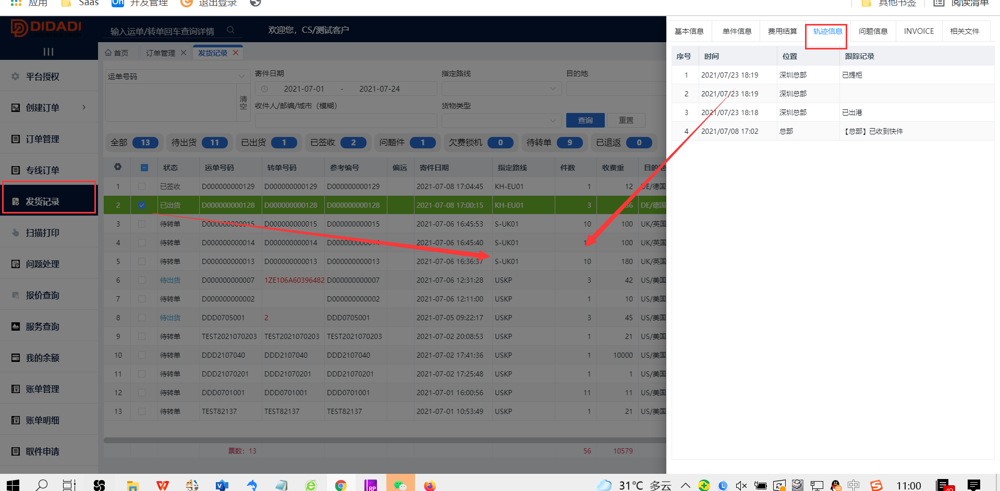 应用 Saas On 开发管理 退出登录 其他书签 阅读清单
DIDADI
输入运单/转单回车查询详情 欢迎您，CS/测试客户
基本信息 单件信息 费用结算 轨迹信息 问题信息 INVOICE 相关文件
首页 订单管理 发货记录
序号 时间 位置 跟踪记录
1 2021/07/23 18:19 深圳总部 已提柜
2 2021/07/23 18:19 深圳总部
3 2021/07/23 18:18 深圳总部 已出港
4 2021/07/08 17:02 总部 【总部】已收到快件
平台授权
创建订单
订单管理
专线订单
发货记录
扫描打印
问题处理
报价查询
服务查询
我的余额
账单管理
账单明细
取件申请
运单号码 寄件日期 指定路线 目的地
2021-07-01 - 2021-07-24
清空 收件人/邮编/城市（模糊） 货物类型
查询 重置
全部 13 待出货 11 已出货 1 已签收 2 问题件 1 欠费锁机 0 待转单 9 已退返 0
状态 运单号码 转单号码 参考编号 偏远 寄件日期 指定路线 件数 收费重 目的地
1 已签收 D000000000129 D000000000129 D000000000129 2021-07-08 17:04:45 KH-EU01 1 12 DE/德国
2 已出货 D000000000128 D000000000128 D000000000128 2021-07-08 17:00:15 KH-EU01 3 DE/德国
3 待转单 D000000000015 D000000000015 D000000000015 2021-07-06 16:45:53 S-UK01 10 100 UK/英国
4 待转单 D000000000014 D000000000014 D000000000014 2021-07-06 16:45:40 S-UK01 100 UK/英国
5 待转单 D000000000013 D000000000013 D000000000013 2021-07-06 16:36:37 S-UK01 10 180 UK/英国
6 待出货 D000000000007 1ZE106A60396482 D000000000007 2021-07-06 12:31:28 USKP 3 42 US/美国
7 待转单 D000000000002 D000000000002 2021-07-06 12:11:00 USKP 1 10 US/美国
8 待出货 DDD0705001 2 DDD0705001 2021-07-05 09:22:17 USKP 3 45 US/美国
9 待转单 TEST2021070203 TEST2021070203 TEST2021070203 2021-07-02 20:08:53 USKP 1 21 US/美国
10 待转单 DDD2107040 DDD2107040 DDD2107040 2021-07-02 17:41:36 USKP 1 10000 US/美国
11 待转单 DDD21070201 DDD21070201 DDD21070201 2021-07-02 17:25:48 USKP 1 1 US/美国
12 待转单 DDD0701001 DDD0701001 DDD0701001 2021-07-01 16:00:56 USKP 11 11 US/美国
13 待转单 TEST82137 TEST82137 TEST82137 2021-07-01 10:53:49 USKP 1 21 US/美国
票数：13 56 10579
31°C 多云 中 11:00